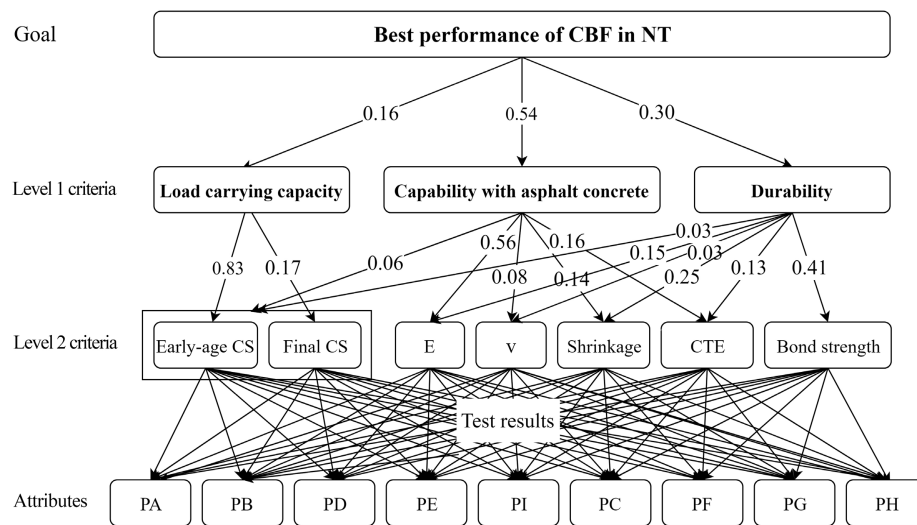 Goal
Best performance of CBF in NT
0.16
0.54
0.30
Level 1 criteria
Load carrying capacity
Capability with asphalt concrete
Durability
0.83
0.17
0.06
0.56
0.08
0.16
0.14
0.03
0.15
0.03
0.25
0.13
0.41
Level 2 criteria
Early-age CS
Final CS
E
v
Shrinkage
CTE
Bond strength
Test results
Attributes
PA
PB
PD
PE
PI
PC
PF
PG
PH